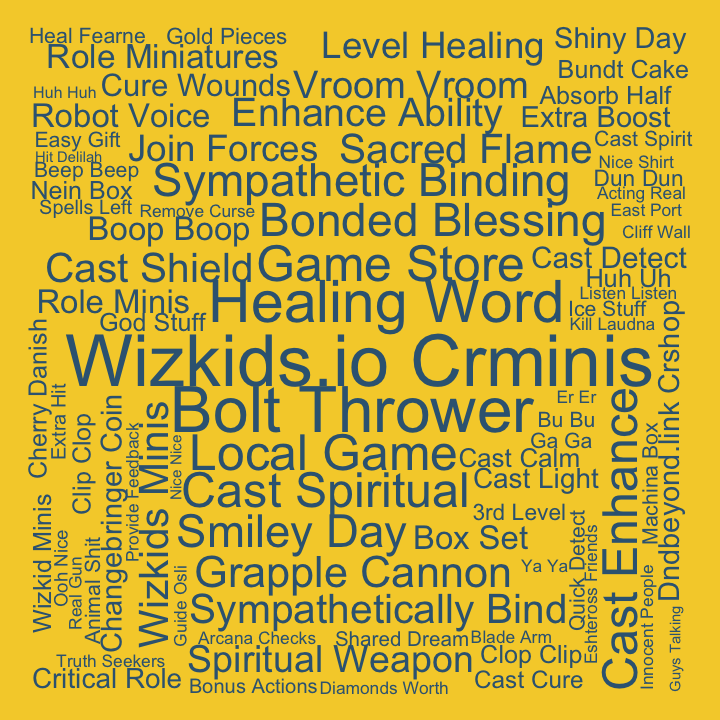 Heal Fearne
Gold Pieces
Level Healing
Shiny Day
Role Miniatures
Bundt Cake
Huh Huh
Cure Wounds
Vroom Vroom
Absorb Half
Robot Voice
Enhance Ability
Extra Boost
Easy Gift
Join Forces
Sacred Flame
Cast Spirit
Hit Delilah
Nice Shirt
Beep Beep
Sympathetic Binding
Dun Dun
Nein Box
Acting Real
Spells Left
Remove Curse
Bonded Blessing
East Port
Boop Boop
Cliff Wall
Cast Shield
Game Store
Cast Detect
Huh Uh
Role Minis
Healing Word
Listen Listen
Ice Stuff
God Stuff
Kill Laudna
Wizkids.io Crminis
Cherry Danish
Extra Hit
Bolt Thrower
Er Er
Bu Bu
Dndbeyond.link Crshop
Clip Clop
Changebringer Coin
Provide Feedback
Wizkids Minis
Nice Nice
Local Game
Ga Ga
Cast Calm
Cast Enhance
Machina Box
Cast Spiritual
Cast Light
Wizkid Minis
Ooh Nice
Real Gun
Animal Shit
Smiley Day
3rd Level
Box Set
Quick Detect
Eshteross Friends
Guide Osli
Grapple Cannon
Ya Ya
Innocent People
Guys Talking
Sympathetically Bind
Arcana Checks
Shared Dream
Blade Arm
Truth Seekers
Spiritual Weapon
Clop Clip
Critical Role
Bonus Actions
Diamonds Worth
Cast Cure